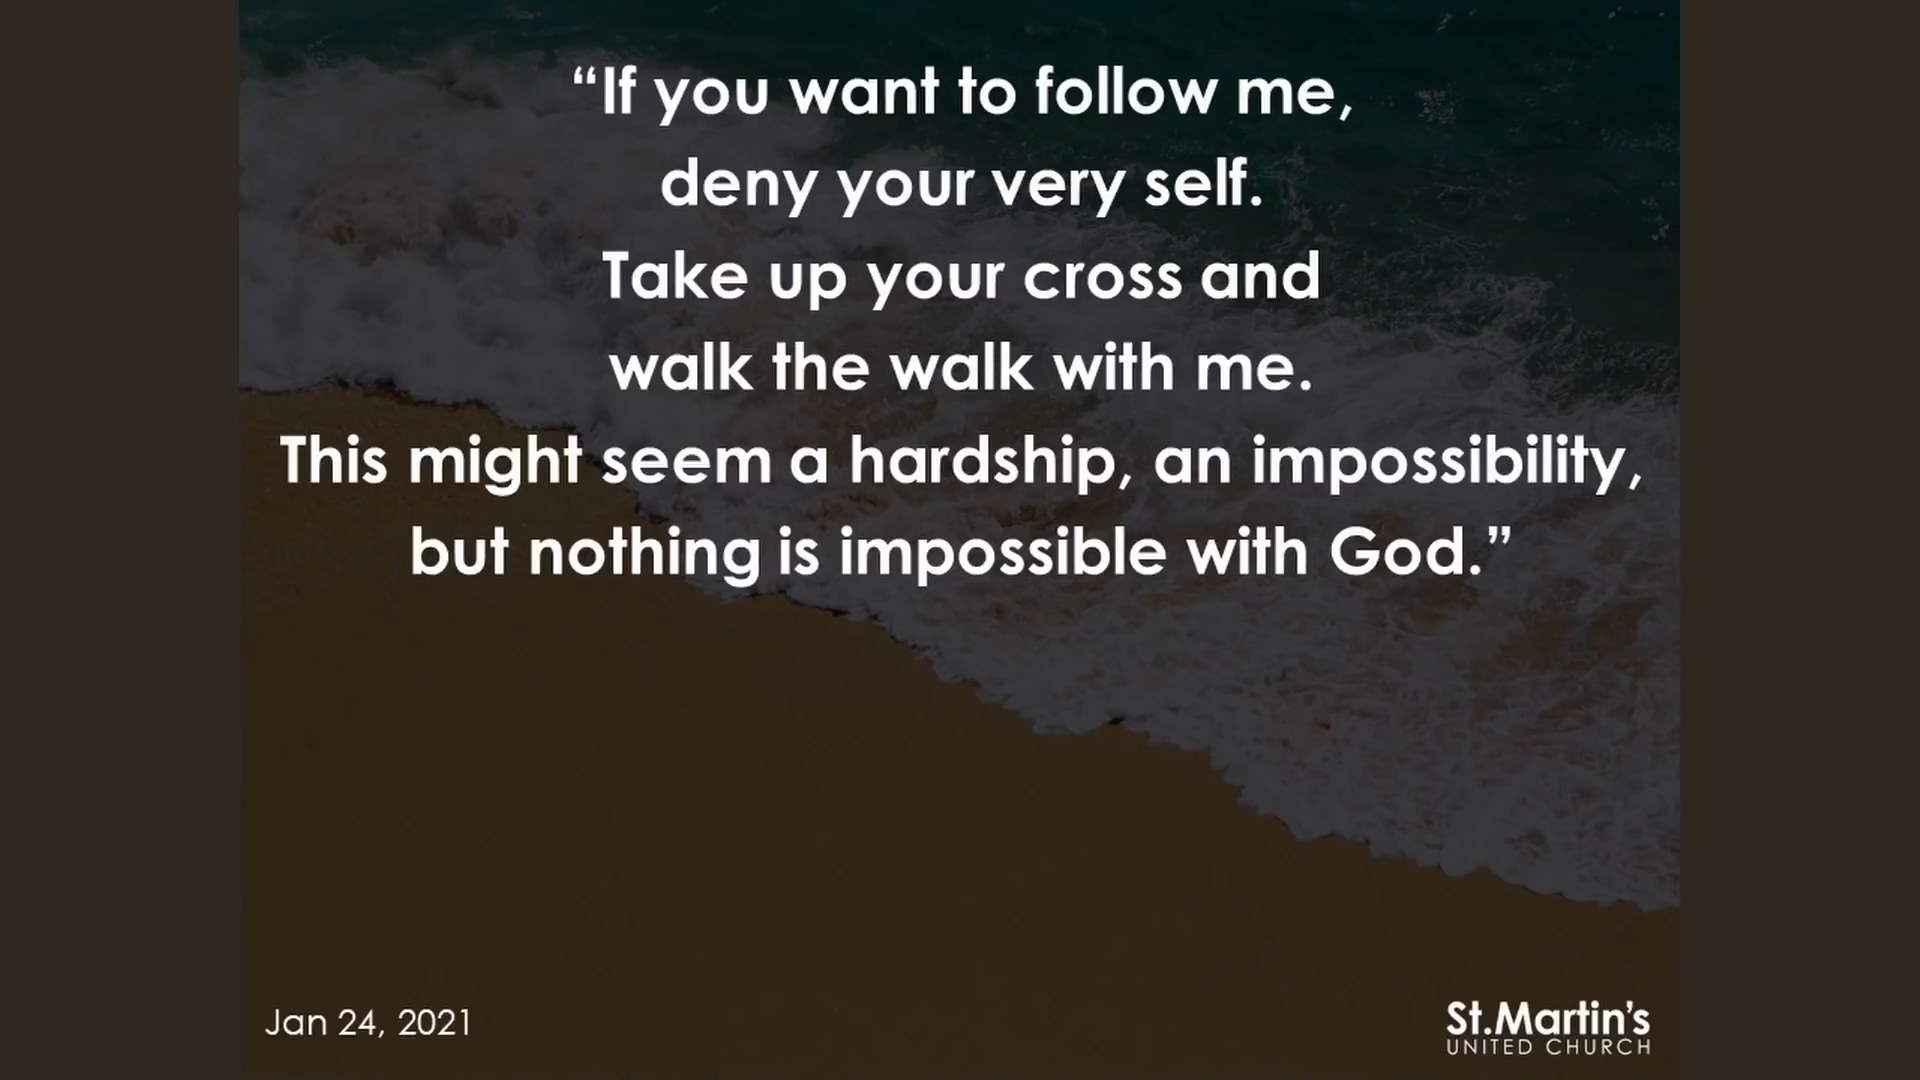 “If you want to follow me,
deny your very self.
Take up your cross and
walk the walk with me.
This might seem a hardship, an impossibility,
but nothing is impossible with God.”
Jan 24, 2021
St.Martin’s
UNITED CHURCH